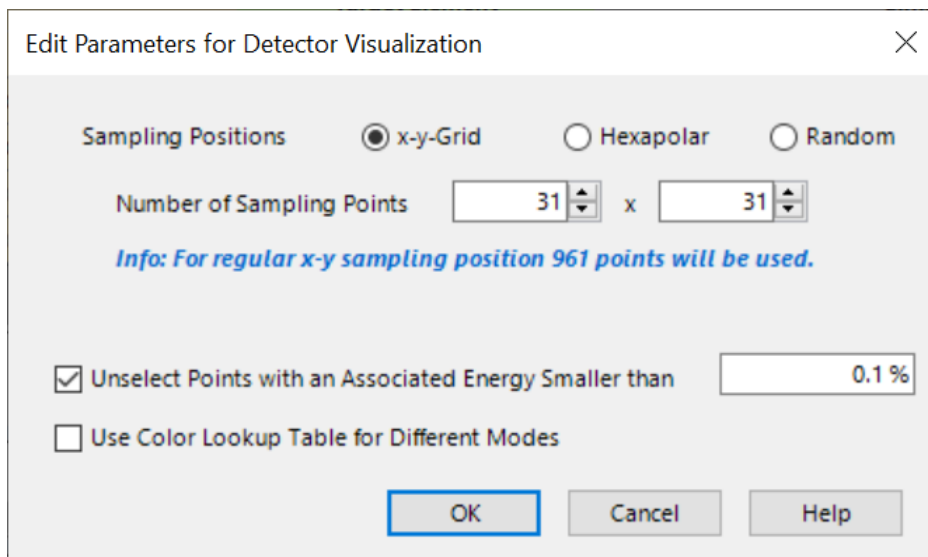 Edit Parameters for Detector Visualization
Sampling Positions x-y-Grid Hexapolar Random
Number of Sampling Points 31 x 31
Info: For regular x-y sampling position 961 points will be used.
Unselect Points with an Associated Energy Smaller than 0.1 %
Use Color Lookup Table for Different Modes
OK Cancel Help